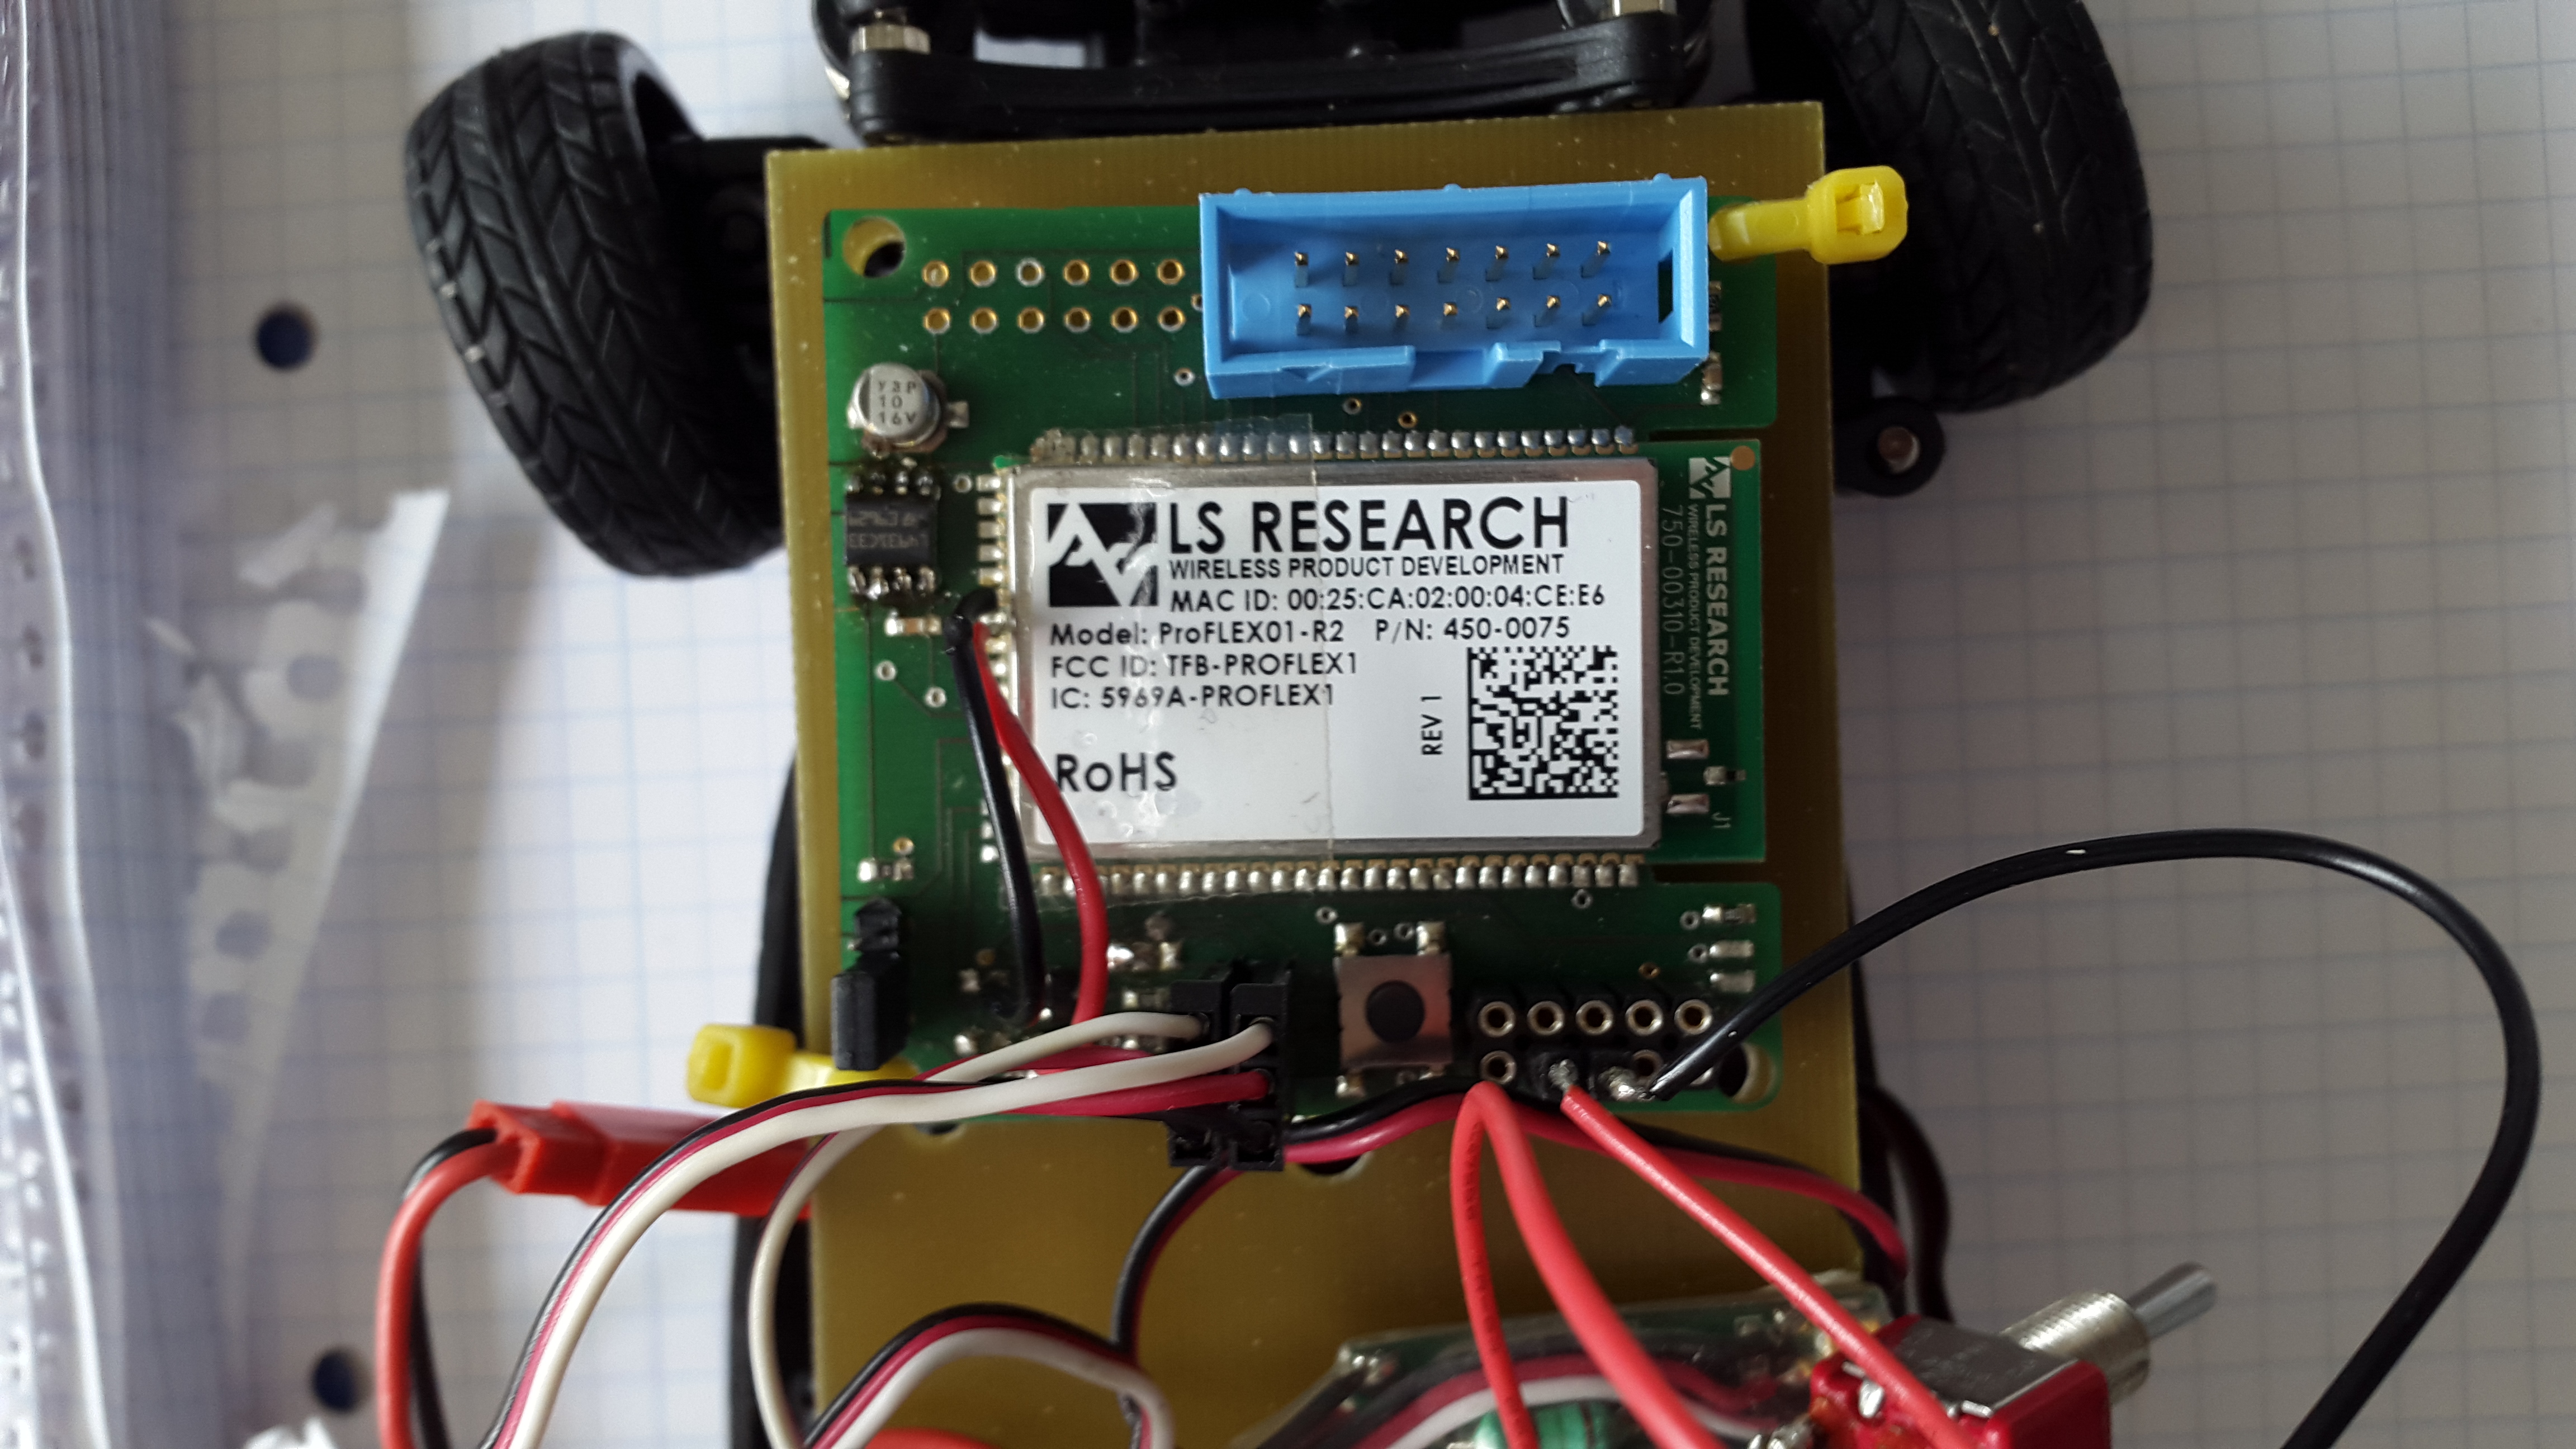 Y3P
10
16V
LS RESEARCH
WIRELESS PRODUCT DEVELOPMENT
MAC ID: 00:25:CA:02:00:04:CE:E6
Model: ProFLEX01-R2 P/N: 450-0075
FCC ID: TFB-PROFLEX1
IC: 5969A-PROFLEX1
REV 1
RoHS
LS RESEARCH
WIRELESS PRODUCT DEVELOPMENT
750-00310-R1.0
J1